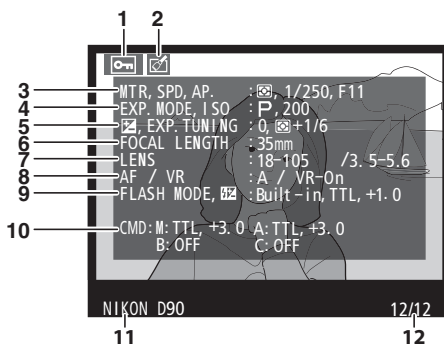 1 2
3 MTR, SPD, AP. : 1/250, F11
4 EXP. MODE, ISO : P, 200
5 , EXP. TUNING : 0, +1/6
6 FOCAL LENGTH : 35mm
7 LENS : 18-105 /3.5-5.6
8 AF / VR : A / VR-On
9 FLASH MODE, : Built-in, TTL, +1.0
10 CMD: M: TTL, +3.0 A: TTL, +3.0
B: OFF C: OFF
NIKON D90 12/12
11 12